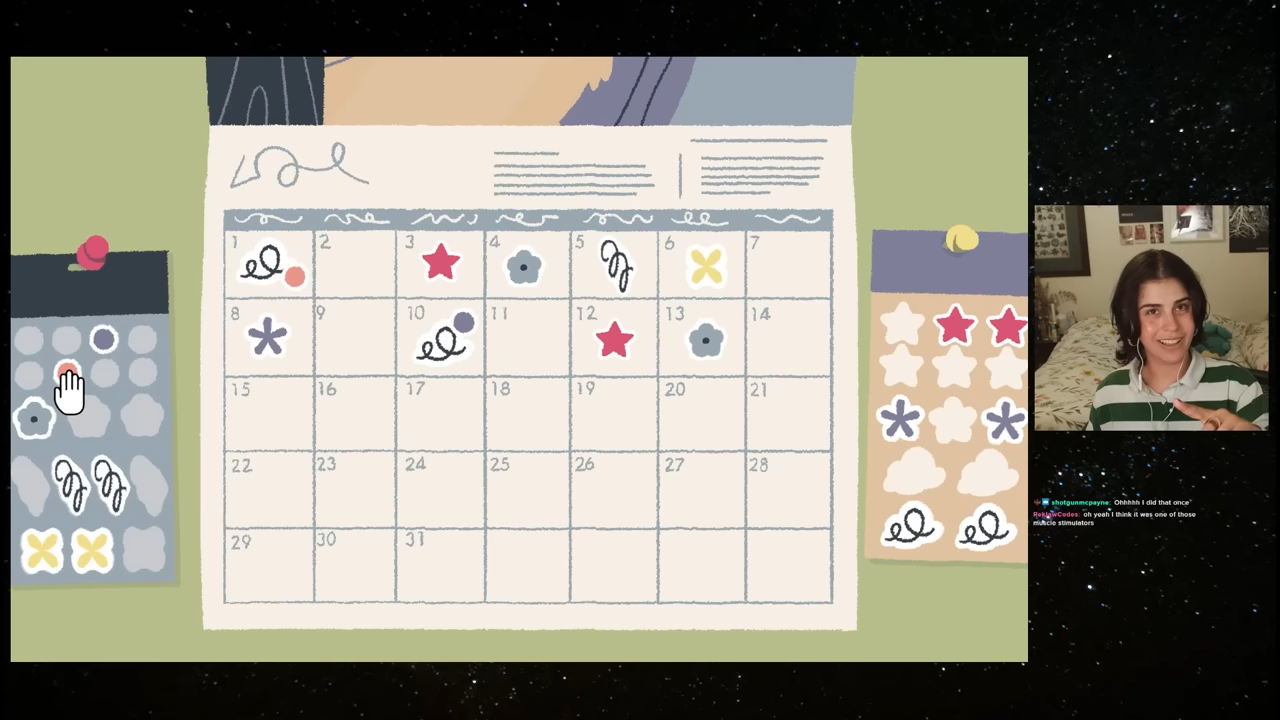 1 2 3 4 5 6 7
8 9 10 11 12 13 14
15 16 17 18 19 20 21
22 23 24 25 26 27 28
29 30 31
shotgunmcpayne: Ohhhhh I did that once
RekławCodes: oh yeah I think it was one of those
muscle stimulators